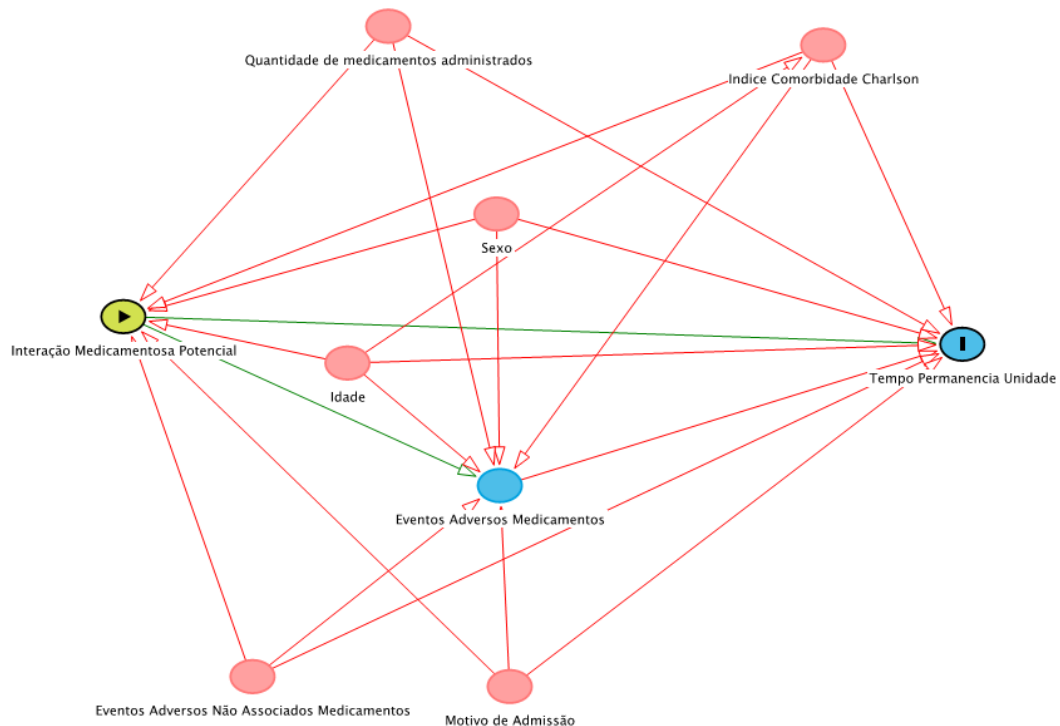 Quantidade de medicamentos administrados
Indice Comorbidade Charlson
Sexo
Interação Medicamentosa Potencial
Tempo Permanencia Unidade
Idade
Eventos Adversos Medicamentos
Eventos Adversos Não Associados Medicamentos
Motivo de Admissão